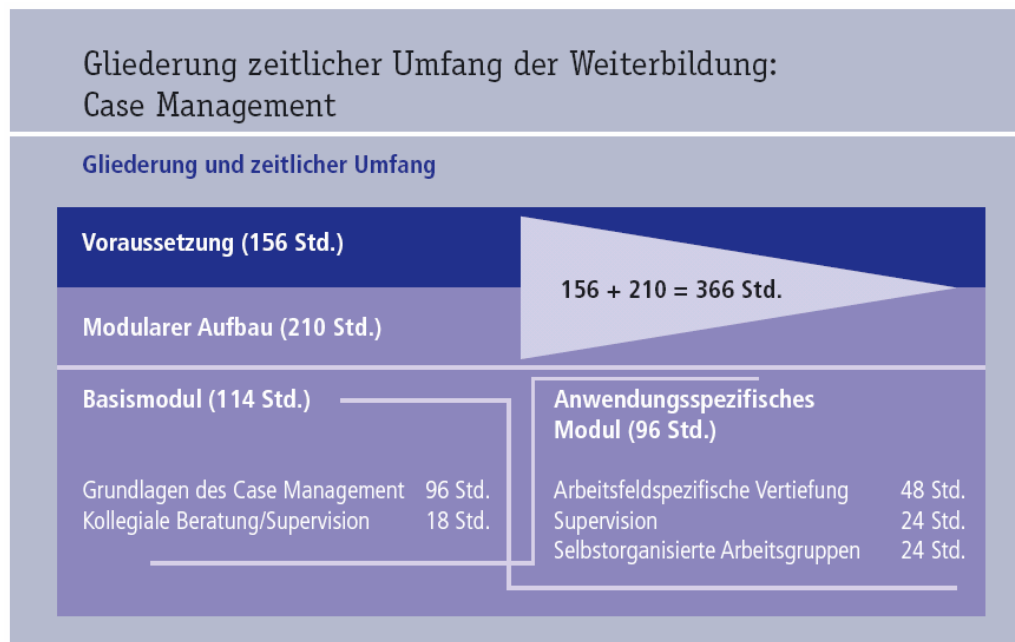 Gliederung zeitlicher Umfang der Weiterbildung:
Case Management
Gliederung und zeitlicher Umfang
Voraussetzung (156 Std.)
156 + 210 = 366 Std.
Modularer Aufbau (210 Std.)
Basismodul (114 Std.)
Grundlagen des Case Management 96 Std.
Kollegiale Beratung/Supervision 18 Std.
Anwendungsspezifisches
Modul (96 Std.)
Arbeitsfeldspezifische Vertiefung 48 Std.
Supervision 24 Std.
Selbstorganisierte Arbeitsgruppen 24 Std.